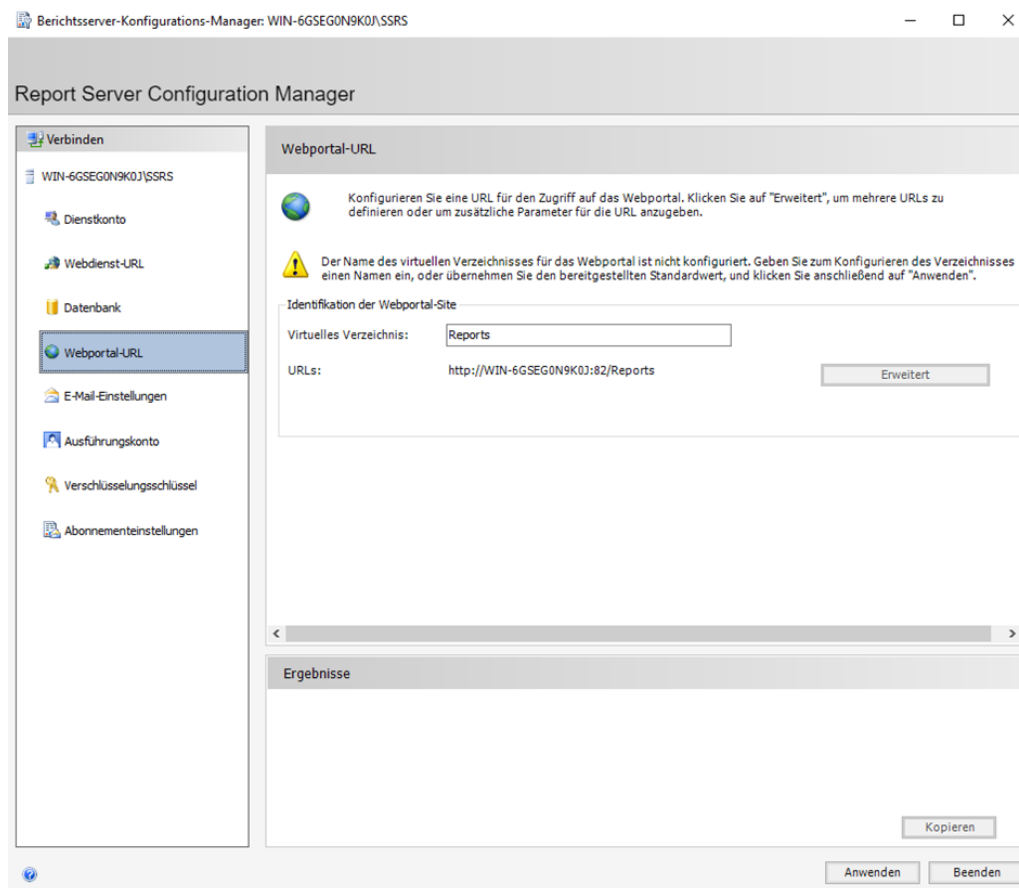 Berichtsserver-Konfigurations-Manager: WIN-6GSEG0N9K0J\SSRS
Report Server Configuration Manager
Verbinden
WIN-6GSEG0N9K0J\SSRS
Dienstkonto
Webdienst-URL
Datenbank
Webportal-URL
E-Mail-Einstellungen
Ausführungskonto
Verschlüsselungsschlüssel
Abonnementeinstellungen
Webportal-URL
Konfigurieren Sie eine URL für den Zugriff auf das Webportal. Klicken Sie auf "Erweitert", um mehrere URLs zu
definieren oder um zusätzliche Parameter für die URL anzugeben.
Der Name des virtuellen Verzeichnisses für das Webportal ist nicht konfiguriert. Geben Sie zum Konfigurieren des Verzeichnisses
einen Namen ein, oder übernehmen Sie den bereitgestellten Standardwert, und klicken Sie anschließend auf "Anwenden".
Identifikation der Webportal-Site
Virtuelles Verzeichnis:
Reports
URLs:
http://WIN-6GSEG0N9K0J:82/Reports
Erweitert
Ergebnisse
Kopieren
Anwenden
Beenden